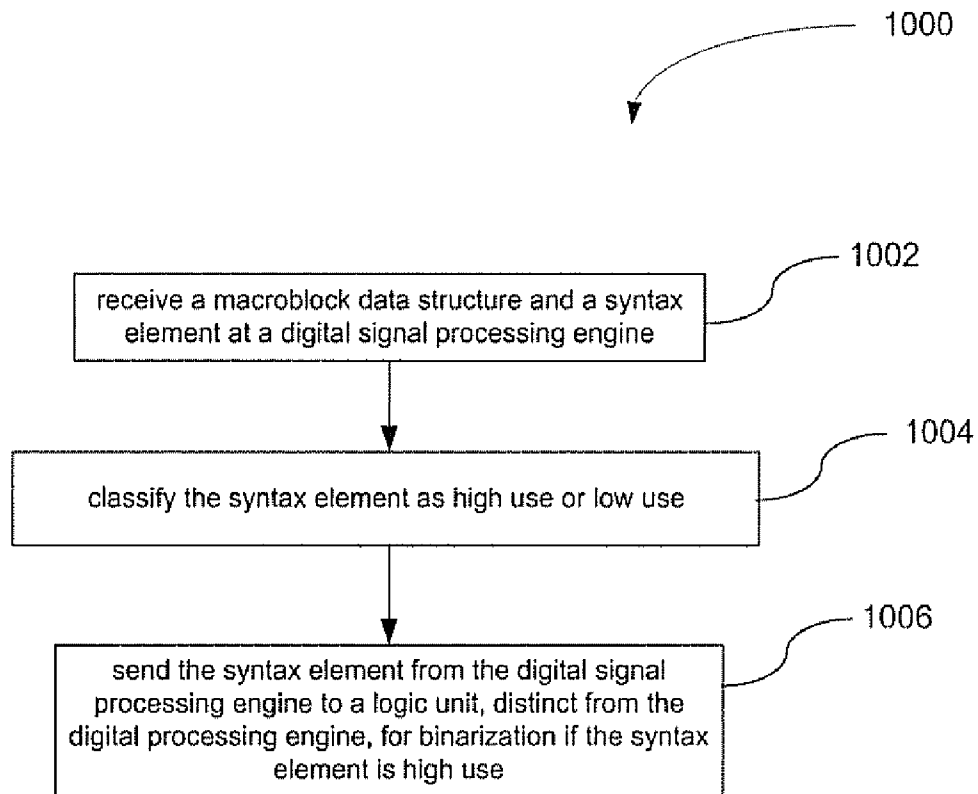 1000
1002
receive a macroblock data structure and a syntax
element at a digital signal processing engine
1004
classify the syntax element as high use or low use
1006
send the syntax element from the digital signal
processing engine to a logic unit, distinct from the
digital processing engine, for binarization if the syntax
element is high use